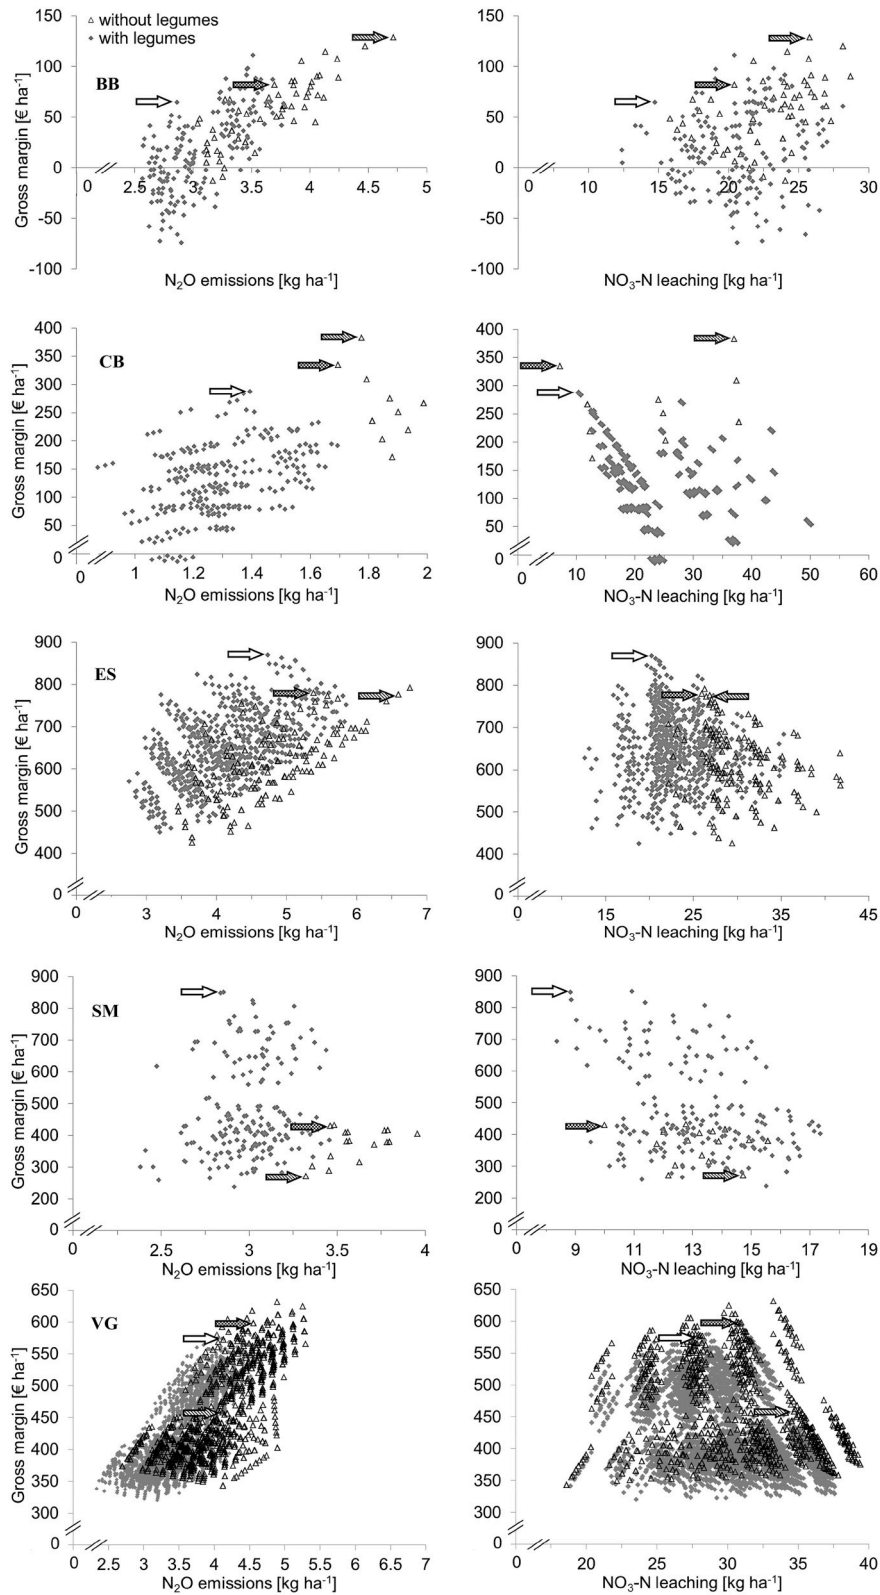 △ without legumes
◆ with legumes
BB
Gross margin [€ ha⁻¹]
150
100
50
0
-50
-100
0 2.5 3 3.5 4 4.5 5
N₂O emissions [kg ha⁻¹]
150
100
50
0
-50
-100
0 10 15 20 25 30
NO₃-N leaching [kg ha⁻¹]
CB
Gross margin [€ ha⁻¹]
400
350
300
250
200
150
100
50
0
0 1 1.2 1.4 1.6 1.8 2
N₂O emissions [kg ha⁻¹]
400
350
300
250
200
150
100
50
0
0 10 20 30 40 50 60
NO₃-N leaching [kg ha⁻¹]
ES
Gross margin [€ ha⁻¹]
900
800
700
600
500
400
0
0 3 4 5 6 7
N₂O emissions [kg ha⁻¹]
900
800
700
600
500
400
0
0 15 25 35 45
NO₃-N leaching [kg ha⁻¹]
SM
Gross margin [€ ha⁻¹]
900
800
700
600
500
400
300
200
0
0 2.5 3 3.5 4
N₂O emissions [kg ha⁻¹]
900
800
700
600
500
400
300
200
0
0 9 11 13 15 17 19
NO₃-N leaching [kg ha⁻¹]
VG
Gross margin [€ ha⁻¹]
650
600
550
500
450
400
350
300
0
0 2.5 3 3.5 4 4.5 5 5.5 6 6.5 7
N₂O emissions [kg ha⁻¹]
650
600
550
500
450
400
350
300
0
0 20 25 30 35 40
NO₃-N leaching [kg ha⁻¹]